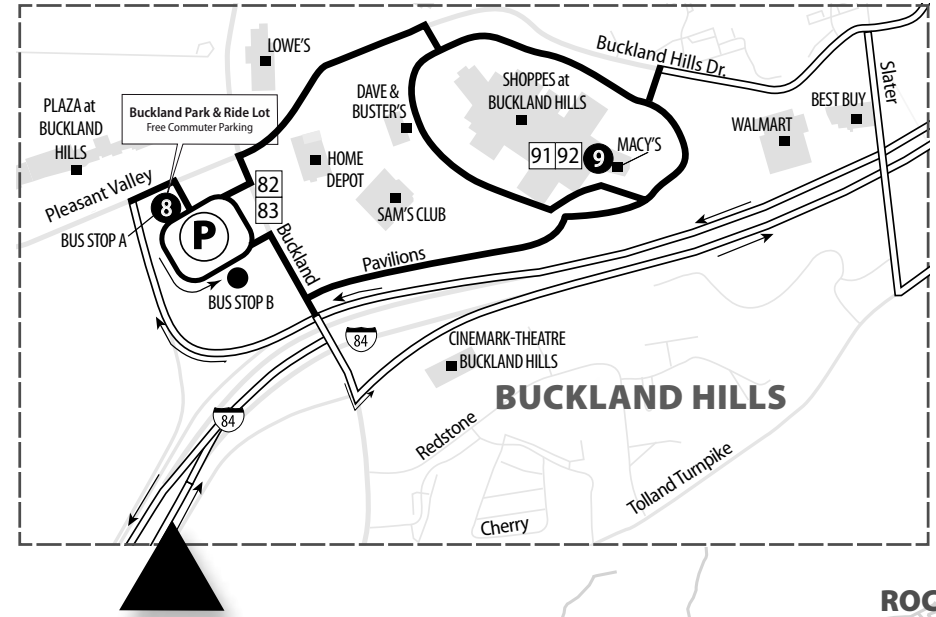 LOWE'S
Buckland Hills Dr.
SHOPPES at
BUCKLAND HILLS
Slater
PLAZA at
BUCKLAND
HILLS
Buckland Park & Ride Lot
Free Commuter Parking
DAVE &
BUSTER'S
BEST BUY
WALMART
91 92 9
MACY'S
HOME
DEPOT
Pleasant Valley
82
83
SAM'S CLUB
8
P
BUS STOP A
Buckland
Pavilions
BUS STOP B
84
CINEMARK-THEATRE
BUCKLAND HILLS
BUCKLAND HILLS
84
Redstone
Tolland Turnpike
Cherry
ROC